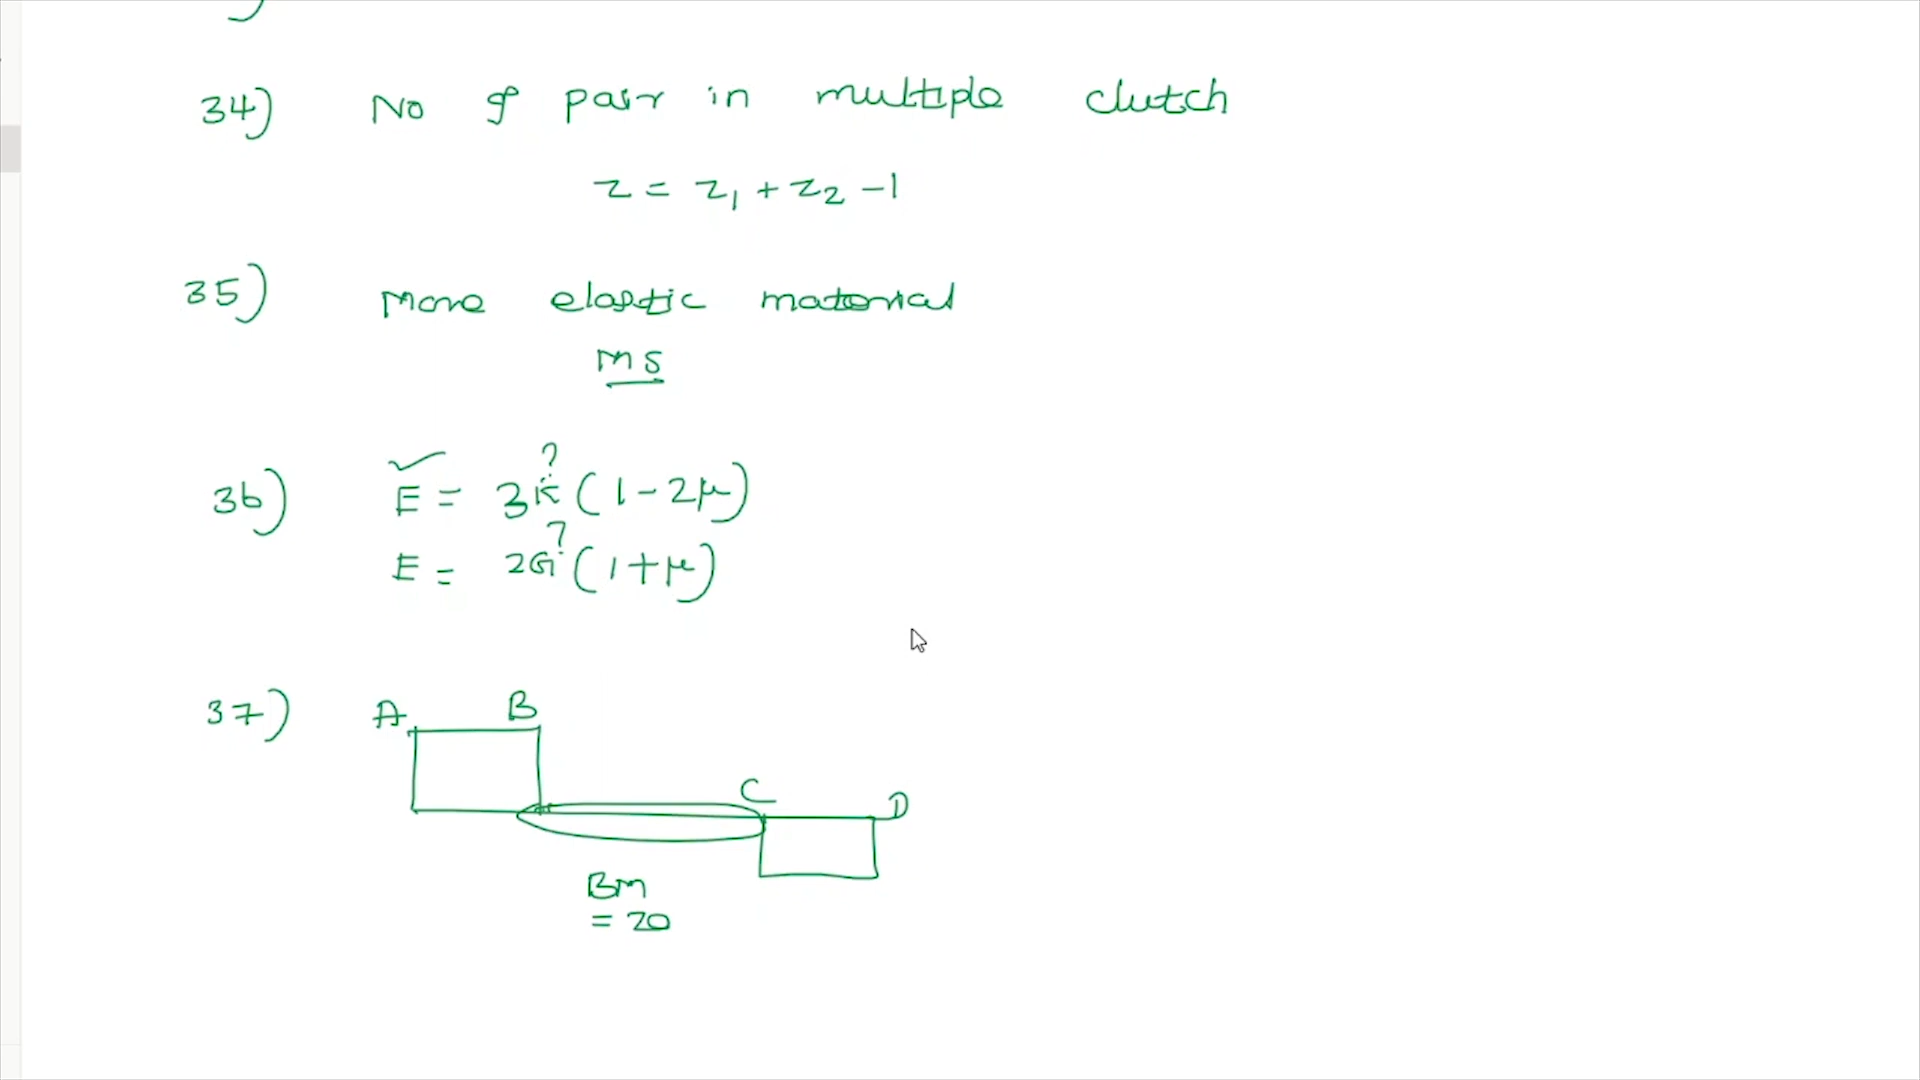 34) No of pair in multiple clutch
z = z₁ + z₂ - 1
35) More elastic material
MS
36) E = 3K? (1 - 2μ)
E = 2G? (1 + μ)
37) A B
C D
BM
= 20